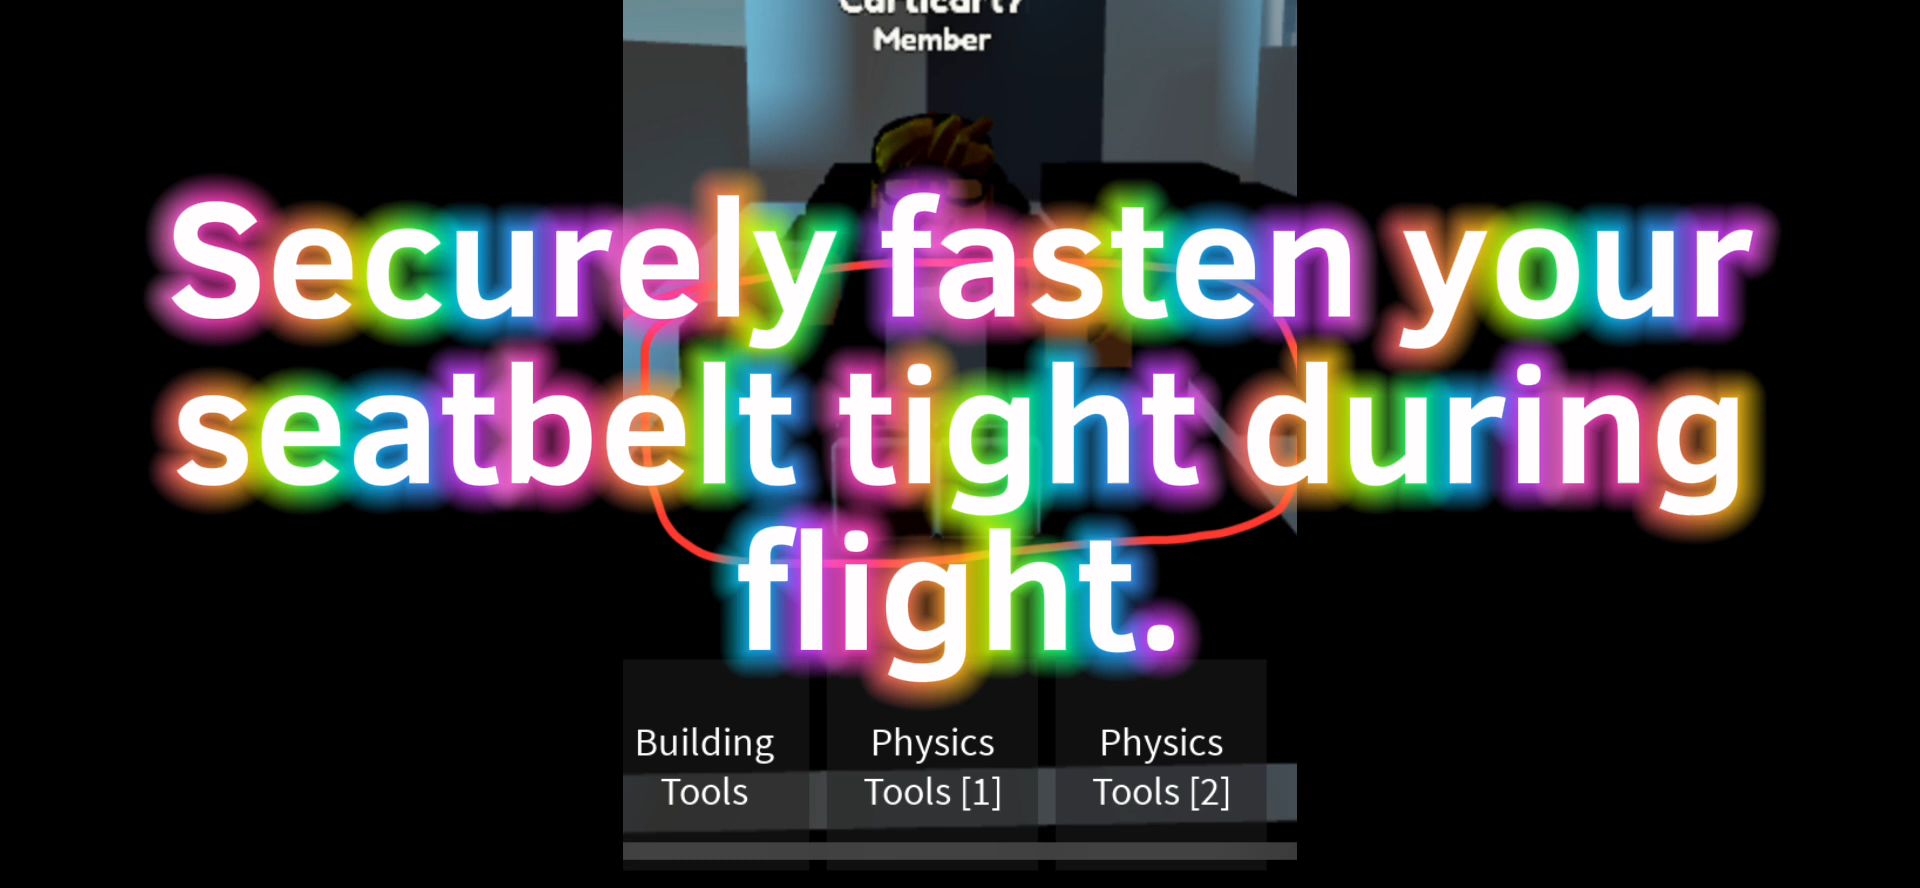 Member
Securely fasten your
seatbelt tight during
flight.
Building
Tools
Physics
Tools [1]
Physics
Tools [2]